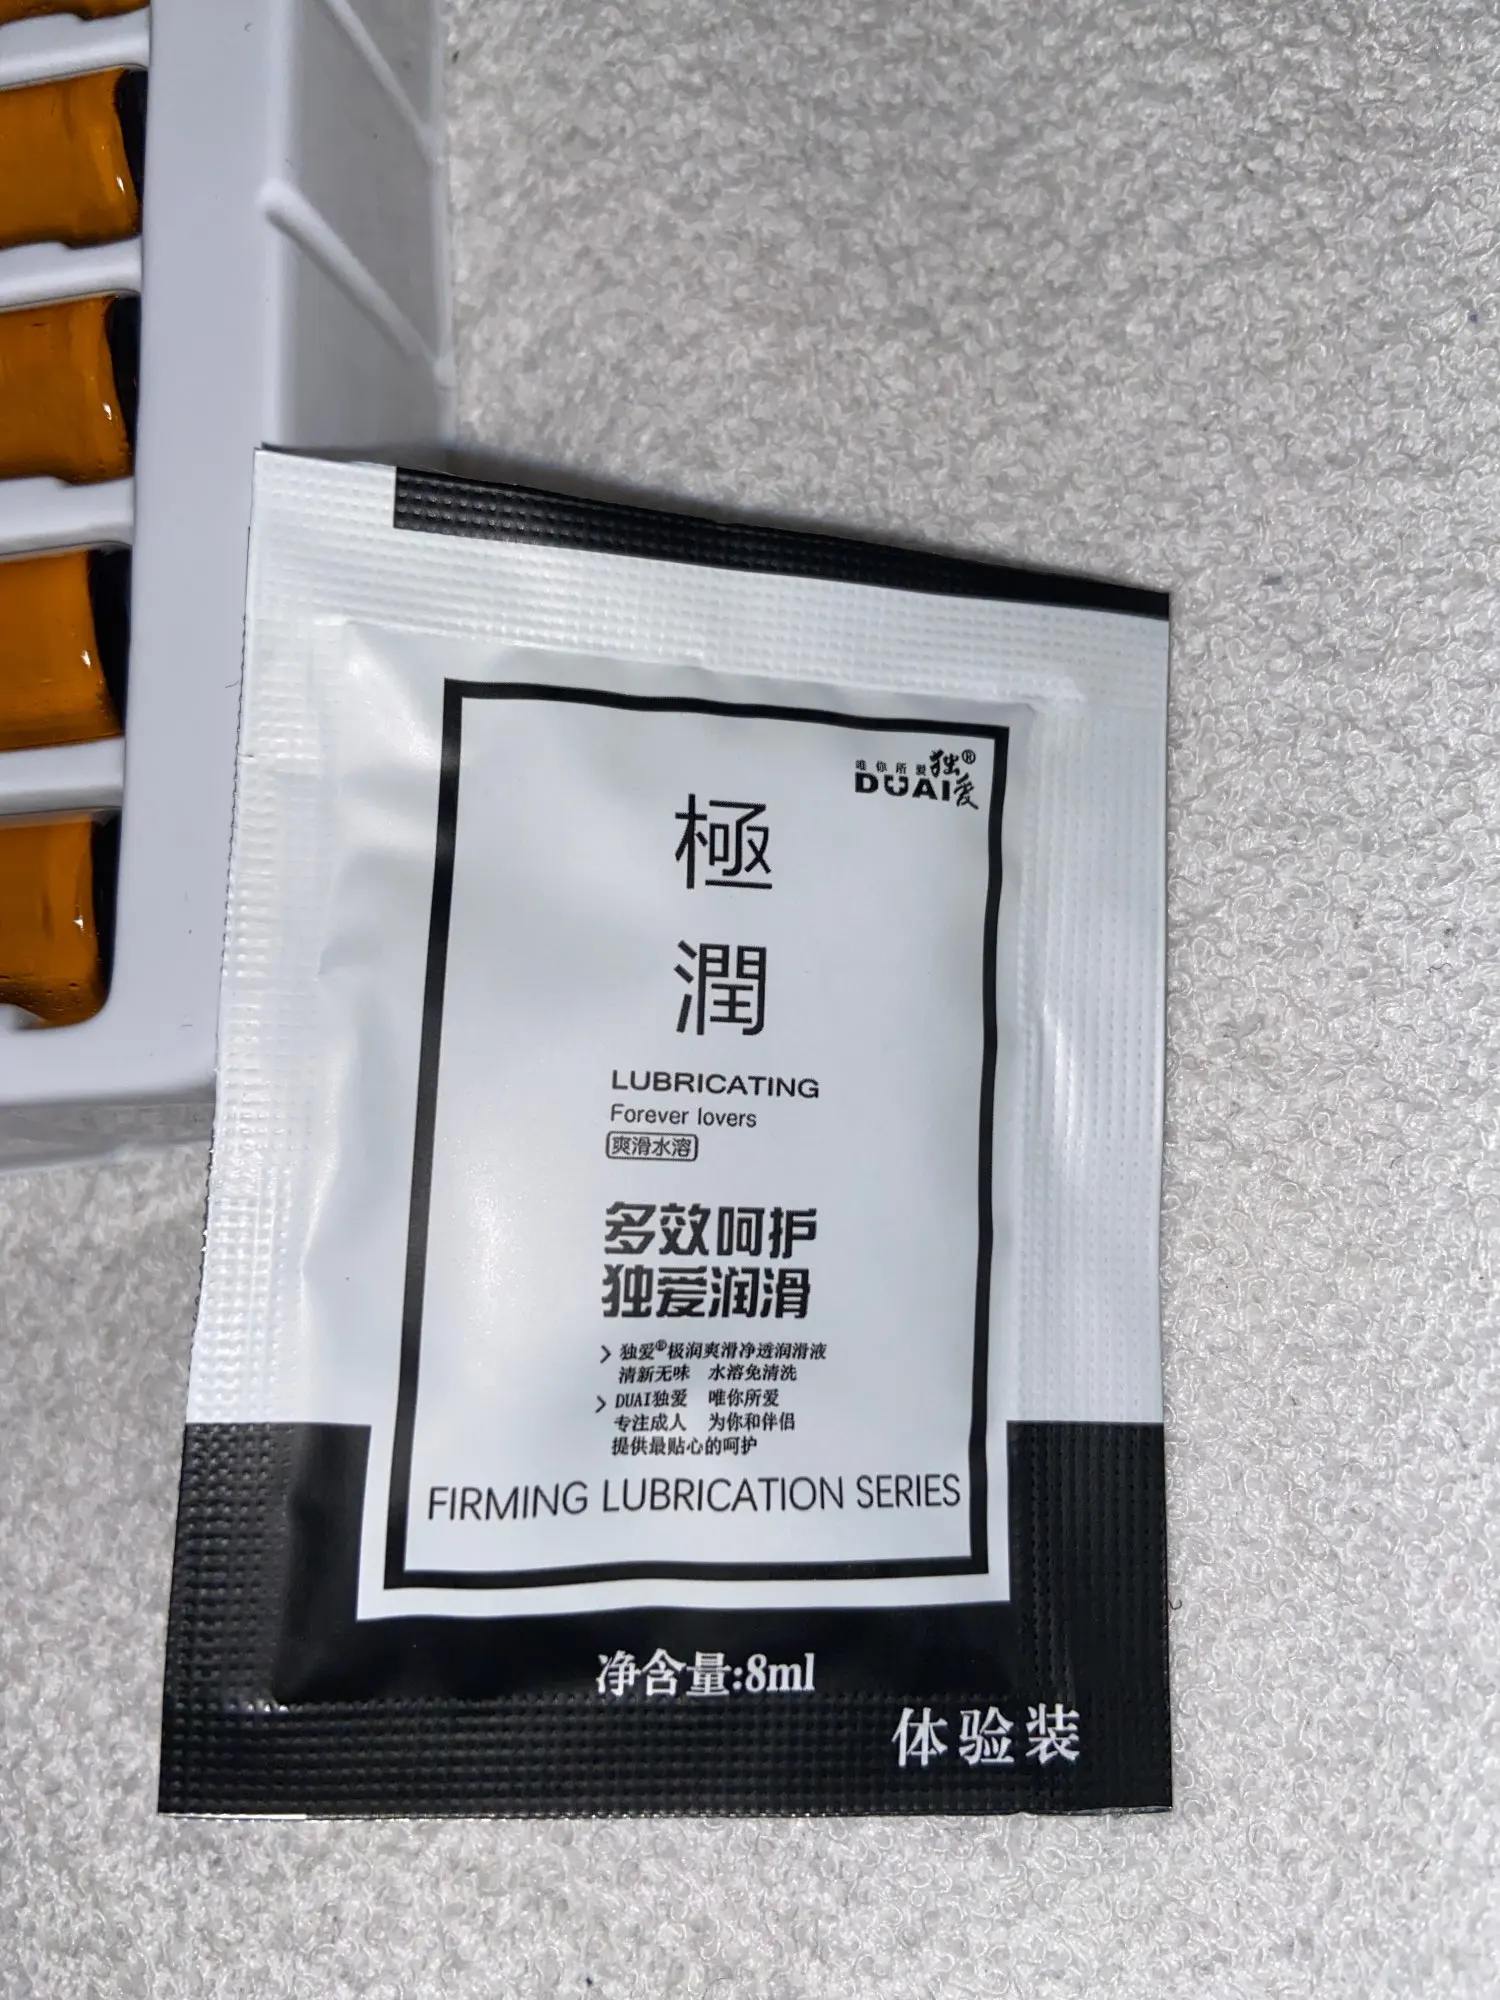 唯你所爱 独爱®
DUAI
極
潤
LUBRICATING
Forever lovers
爽滑水溶
多效呵护
独爱润滑
独爱®极润爽滑净透润滑液
清新无味 水溶免清洗
DUAI独爱 唯你所爱
专注成人 为你和伴侣
提供最贴心的呵护
FIRMING LUBRICATION SERIES
净含量:8ml
体验装